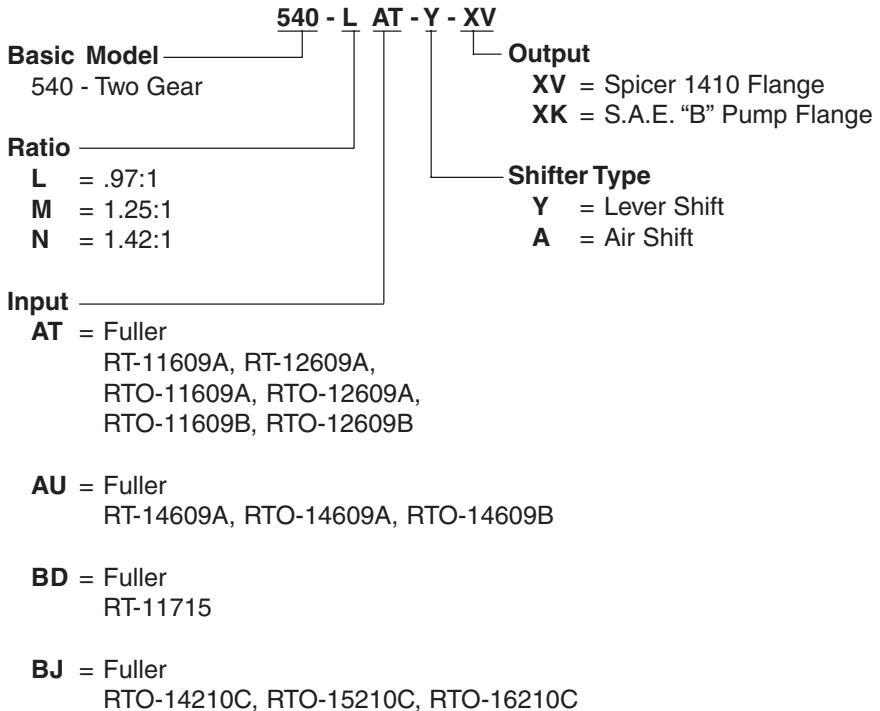 540 - L AT - Y - XV
Basic Model
540 - Two Gear
Ratio
L = .97:1
M = 1.25:1
N = 1.42:1
Input
AT = Fuller
RT-11609A, RT-12609A,
RTO-11609A, RTO-12609A,
RTO-11609B, RTO-12609B
AU = Fuller
RT-14609A, RTO-14609A, RTO-14609B
BD = Fuller
RT-11715
BJ = Fuller
RTO-14210C, RTO-15210C, RTO-16210C
Output
XV = Spicer 1410 Flange
XK = S.A.E. “B” Pump Flange
Shifter Type
Y = Lever Shift
A = Air Shift